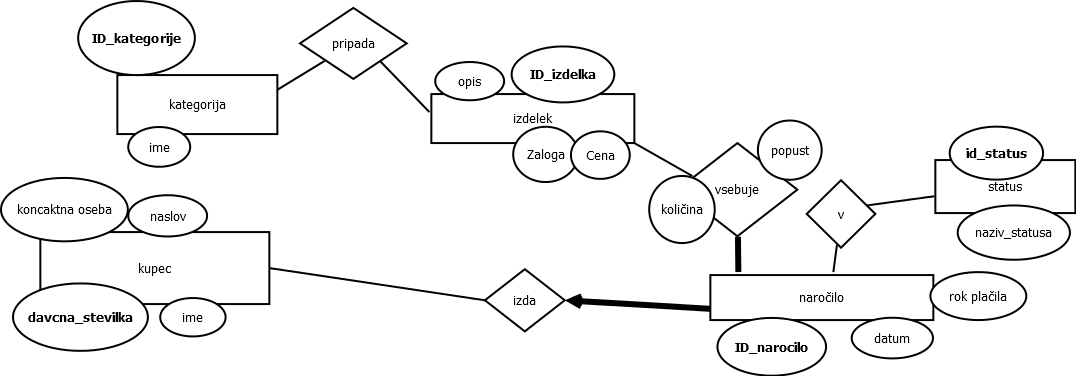 ID_kategorije
pripada
kategorija
ime
opis
ID_izdelka
izdelek
Zaloga
Cena
popust
vsebuje
količina
id_status
status
naziv_statusa
v
koncaktna oseba
naslov
kupec
davcna_stevilka
ime
izda
naročilo
rok plačila
ID_narocilo
datum